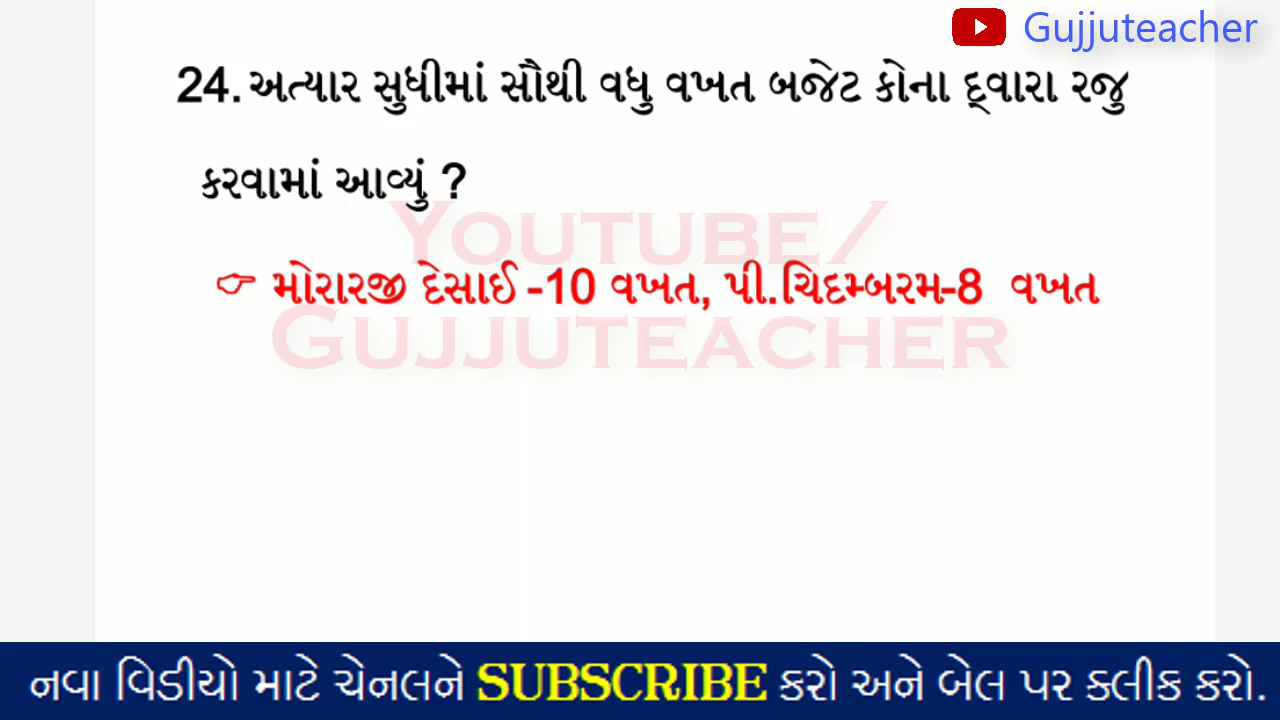 Gujjuteacher
24. અત્યાર સુધીમાં સૌથી વધુ વખત બજેટ કોના દ્વારા રજુ
કરવામાં આવ્યું ?
YOUTUBE/
☞ મોરારજી દેસાઈ -10 વખત, પી.ચિદમ્બરમ-8 વખત
GUJJUTEACHER
નવા વિડીયો માટે ચેનલને SUBSCRIBE કરો અને બેલ પર ક્લીક કરો.